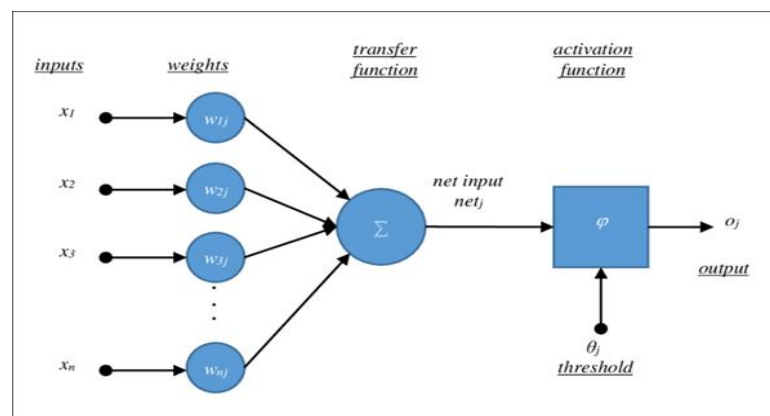 inputs
weights
transfer
function
activation
function
x1
w1j
x2
w2j
x3
w3j
xn
wnj
Σ
net input
netj
φ
oj
output
θj
threshold